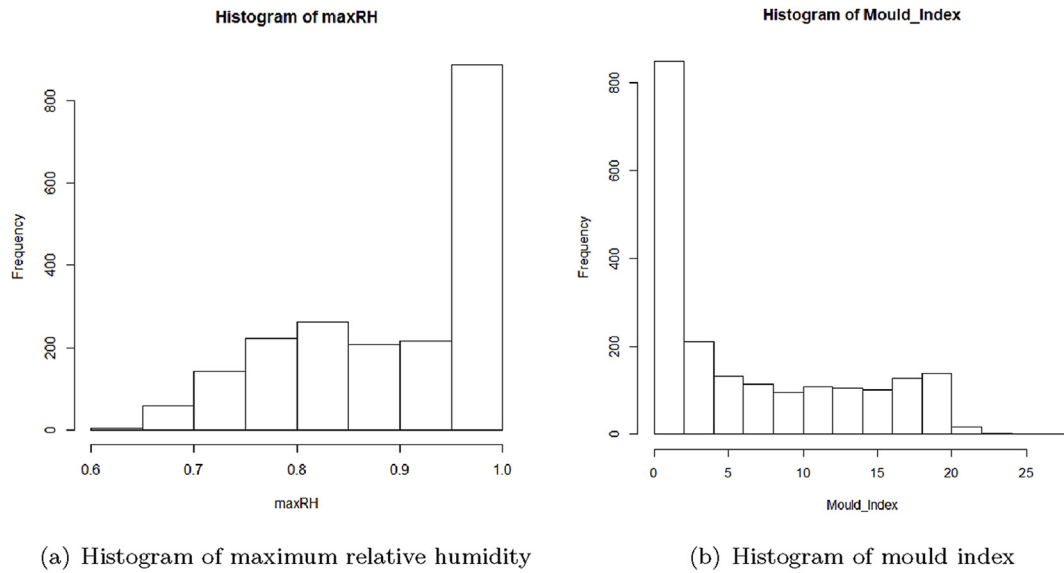 Histogram of maxRH
Frequency
0 200 400 600 800
0.6 0.7 0.8 0.9 1.0
maxRH
(a) Histogram of maximum relative humidity
Histogram of Mould_Index
Frequency
0 200 400 600 800
0 5 10 15 20 25
Mould_Index
(b) Histogram of mould index